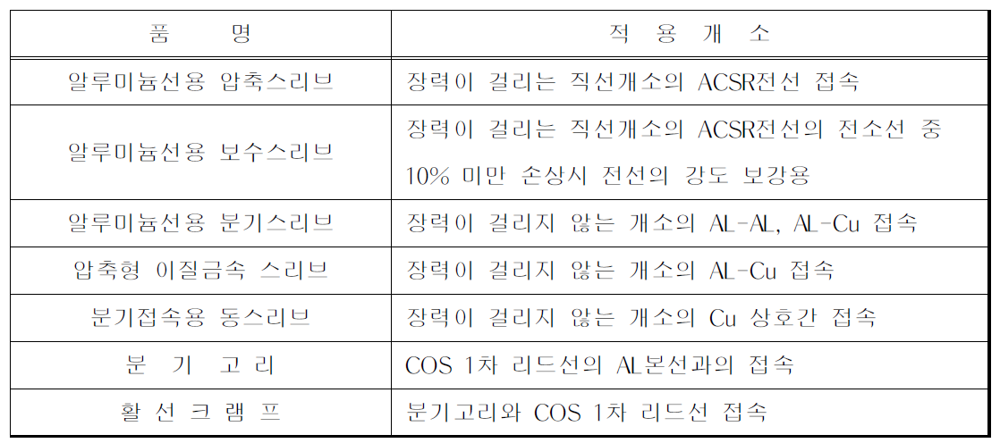 품 명 적 용 개 소
알루미늄선용 압축스리브 장력이 걸리는 직선개소의 ACSR전선 접속
알루미늄선용 보수스리브 장력이 걸리는 직선개소의 ACSR전선의 전소선 중
10% 미만 손상시 전선의 강도 보강용
알루미늄선용 분기스리브 장력이 걸리지 않는 개소의 AL-AL, AL-Cu 접속
압축형 이질금속 스리브 장력이 걸리지 않는 개소의 AL-Cu 접속
분기접속용 동스리브 장력이 걸리지 않는 개소의 Cu 상호간 접속
분 기 고 리 COS 1차 리드선의 AL본선과의 접속
활 선 크 램 프 분기고리와 COS 1차 리드선 접속